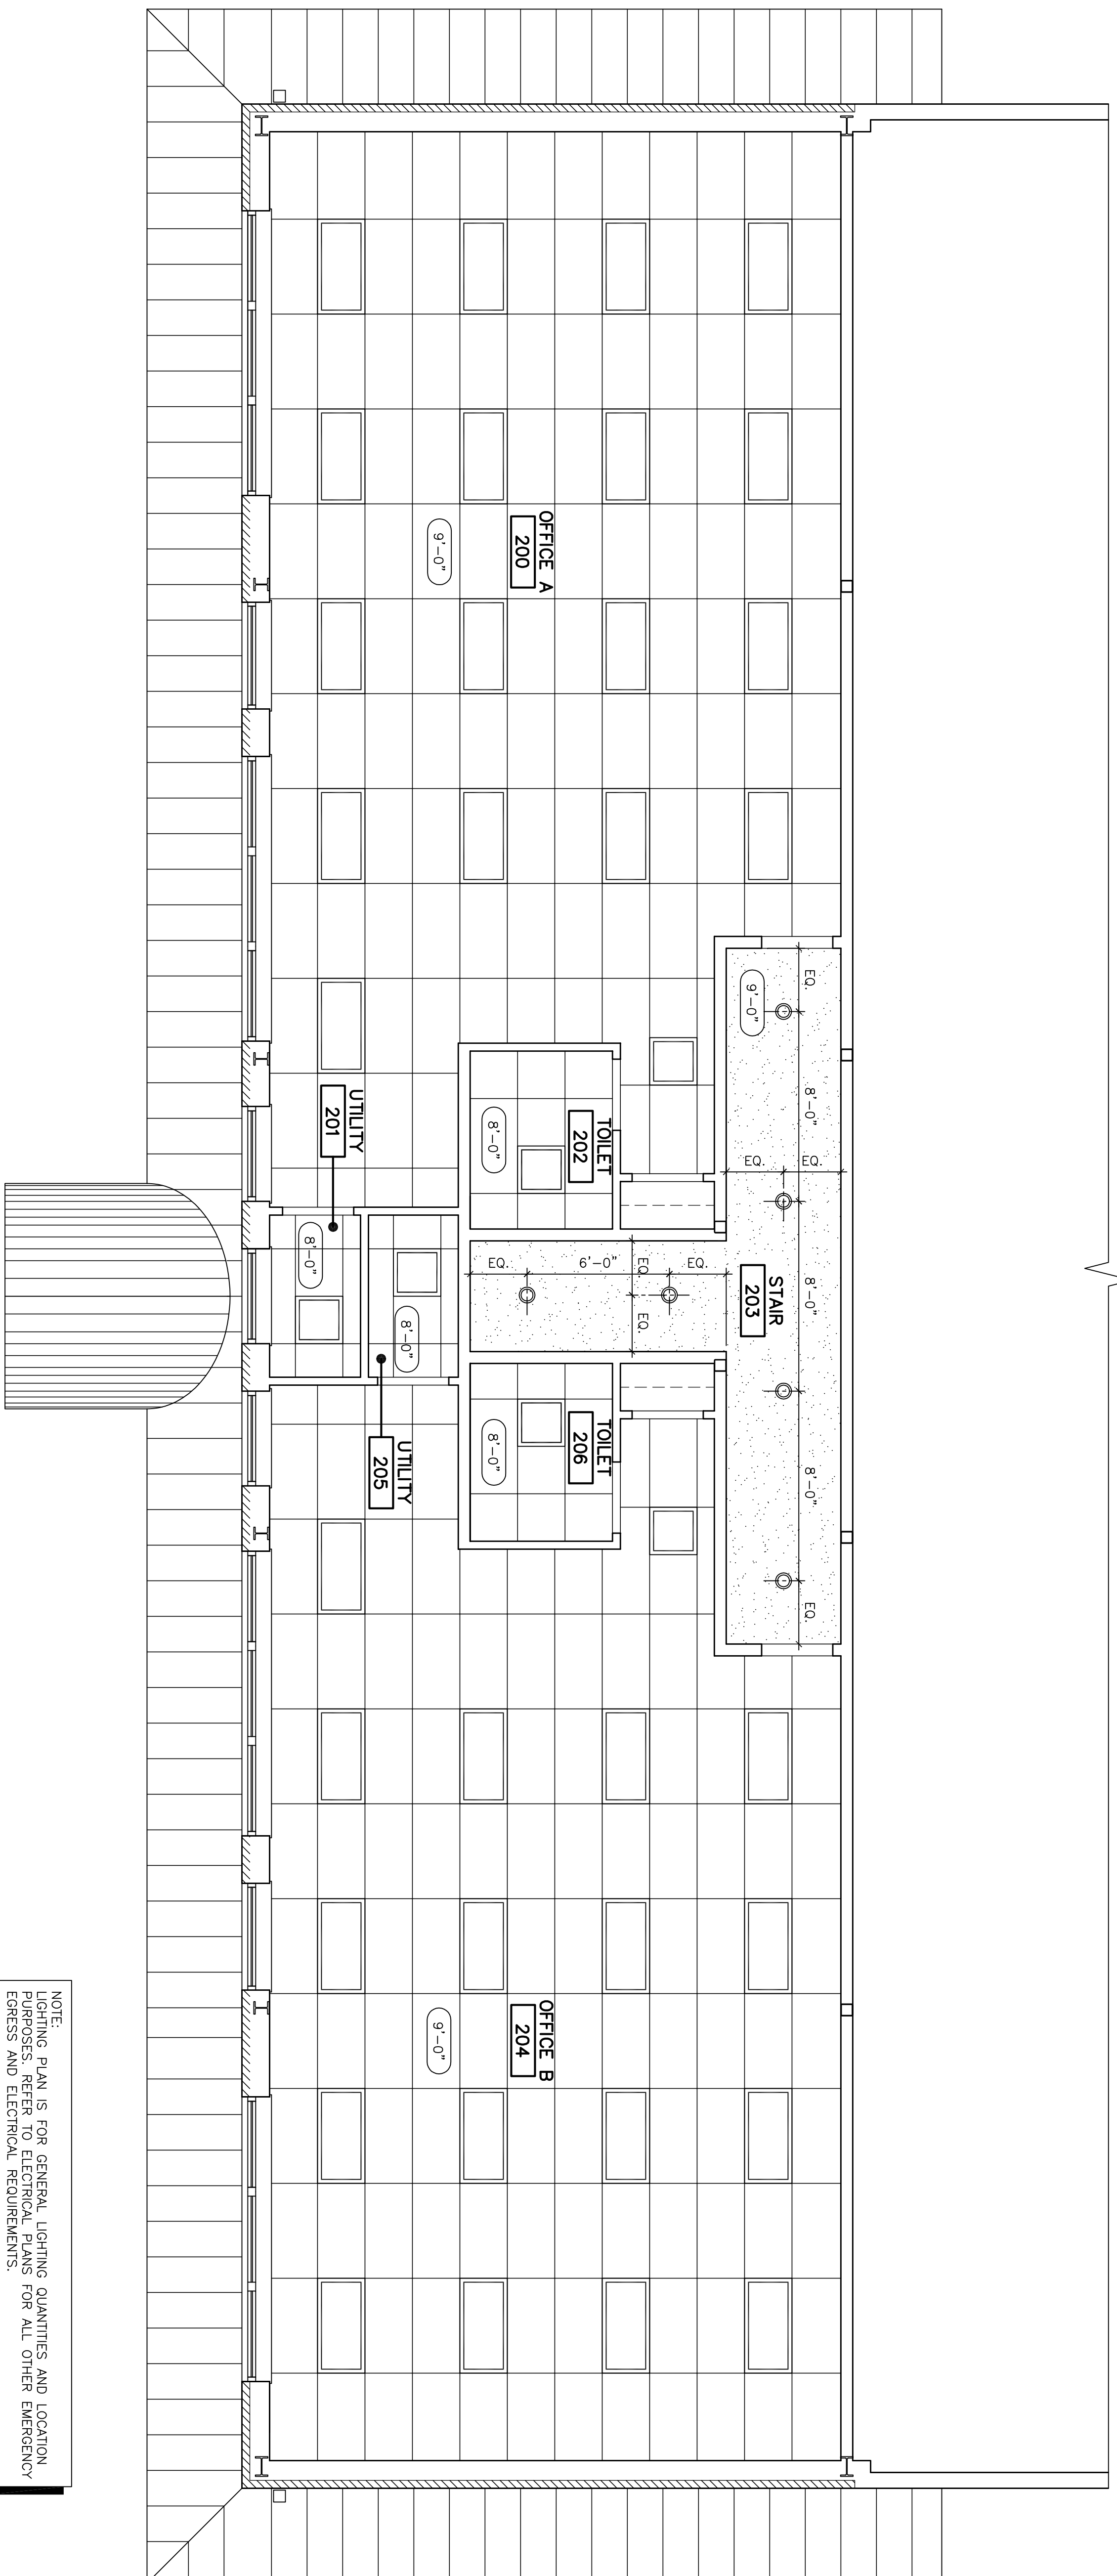 OFFICE A
200
9'-0"
EQ.
9'-0"
8'-0"
EQ.
EQ.
8'-0"
8'-0"
EQ.
STAIR
203
EQ.
6'-0"
EQ.
EQ.
EQ.
TOILET
202
8'-0"
UTILITY
201
8'-0"
8'-0"
UTILITY
205
TOILET
206
8'-0"
OFFICE B
204
9'-0"
NOTE:
LIGHTING PLAN IS FOR GENERAL LIGHTING QUANTITIES AND LOCATION
PURPOSES. REFER TO ELECTRICAL PLANS FOR ALL OTHER EMERGENCY
EGRESS AND ELECTRICAL REQUIREMENTS.